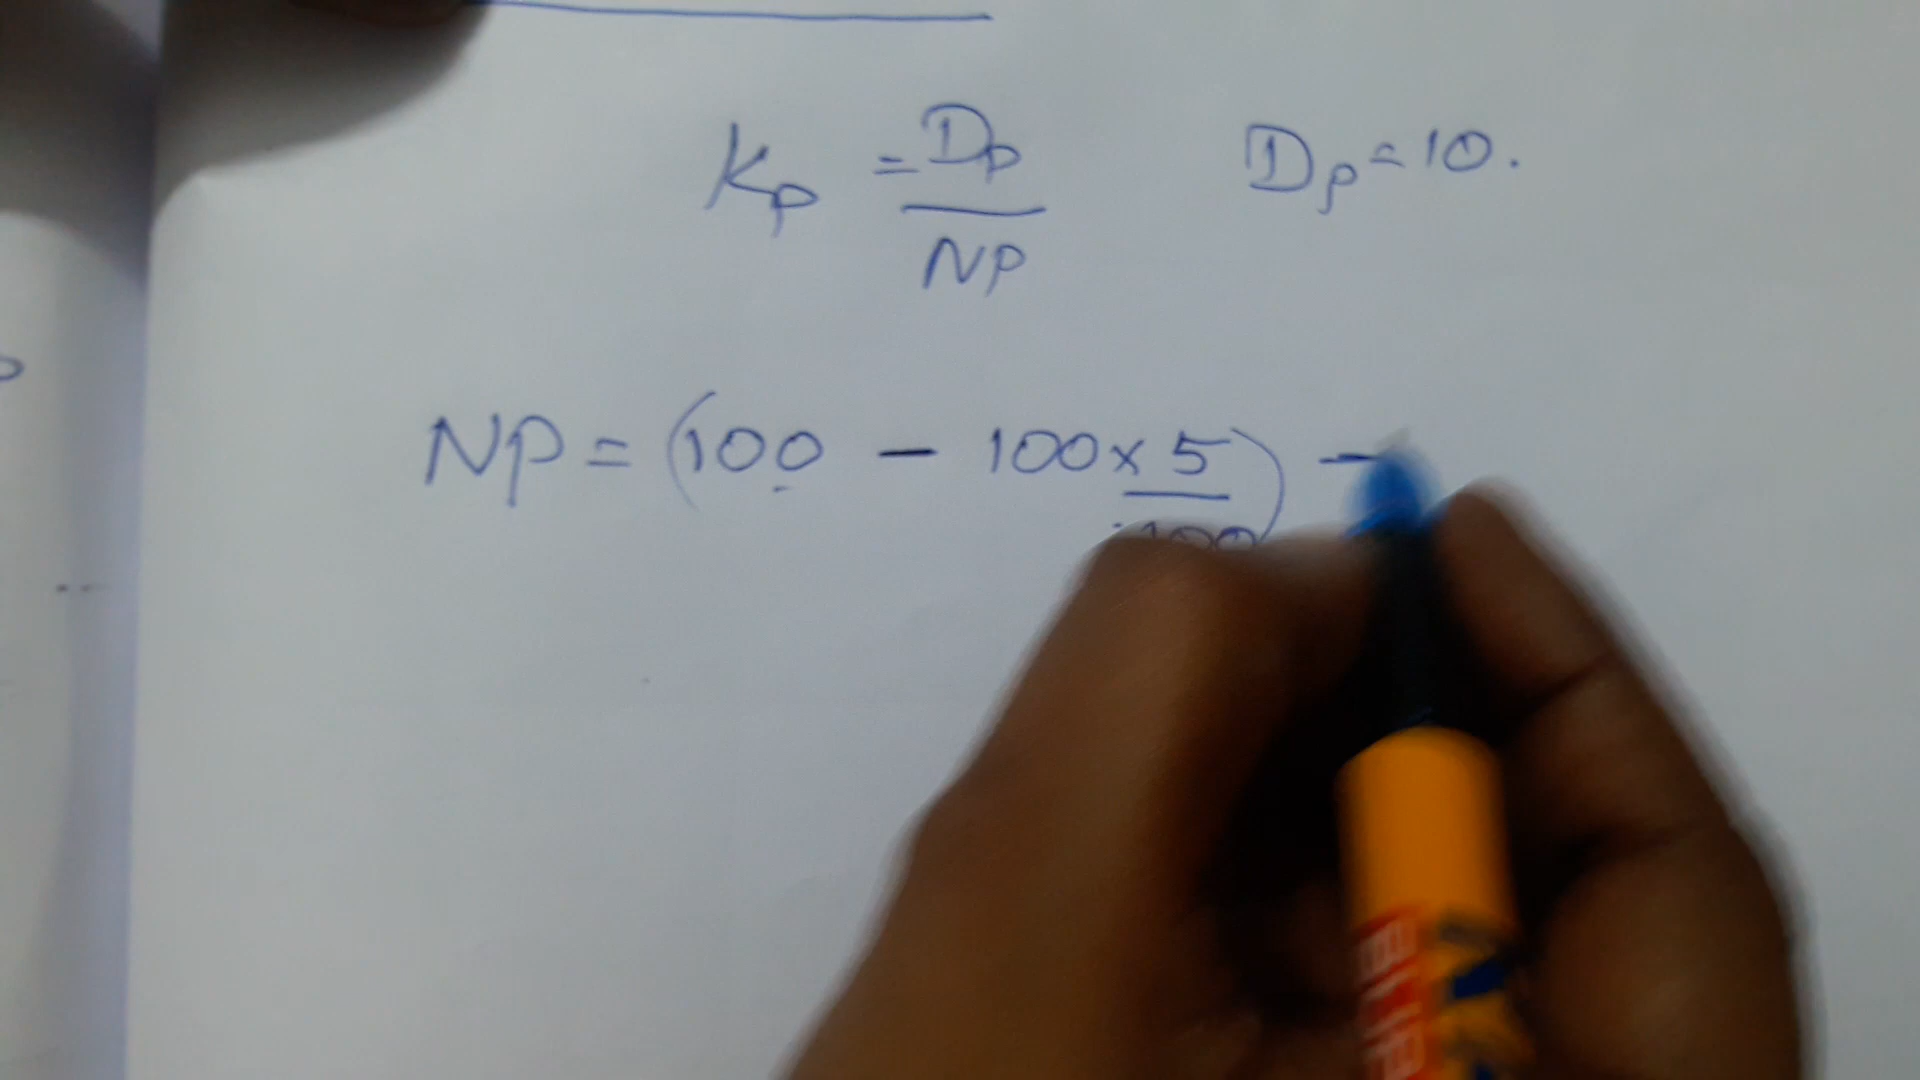 Kp = Dp / NP Dp = 10.
NP = (100 - 100 x 5 / 100) -